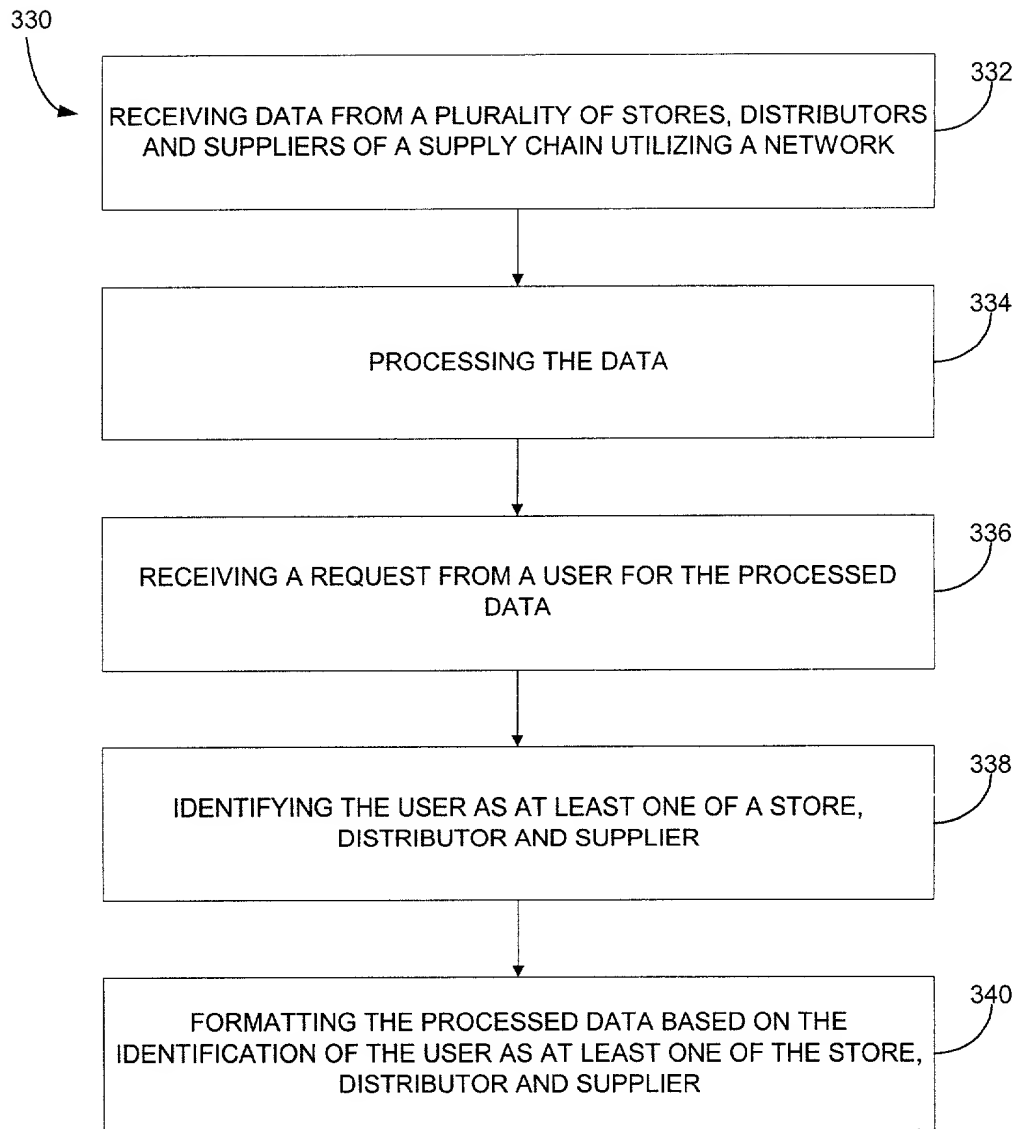 330
332
RECEIVING DATA FROM A PLURALITY OF STORES, DISTRIBUTORS
AND SUPPLIERS OF A SUPPLY CHAIN UTILIZING A NETWORK
334
PROCESSING THE DATA
336
RECEIVING A REQUEST FROM A USER FOR THE PROCESSED
DATA
338
IDENTIFYING THE USER AS AT LEAST ONE OF A STORE,
DISTRIBUTOR AND SUPPLIER
340
FORMATTING THE PROCESSED DATA BASED ON THE
IDENTIFICATION OF THE USER AS AT LEAST ONE OF THE STORE,
DISTRIBUTOR AND SUPPLIER